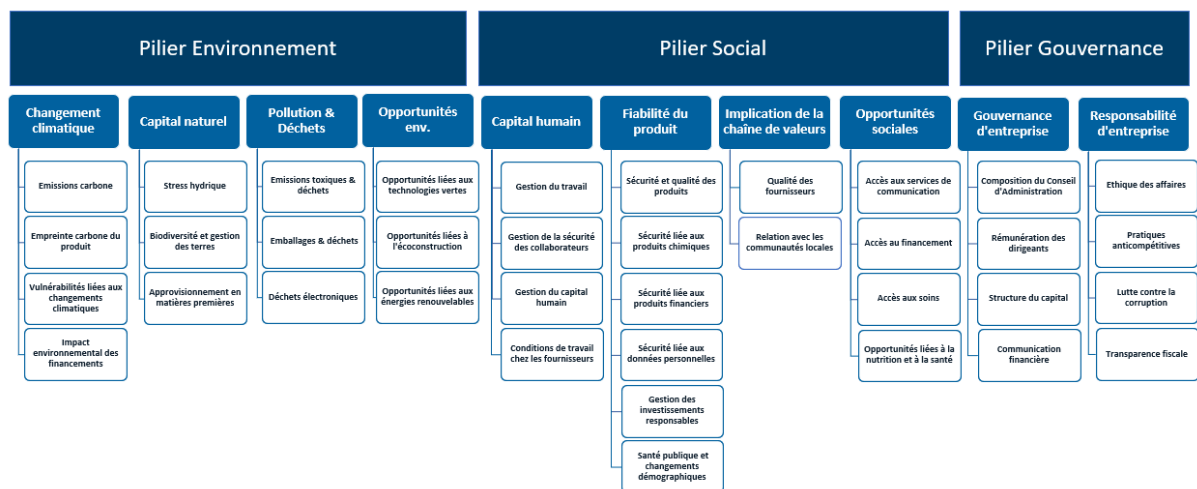 Pilier Environnement
Pilier Social
Pilier Gouvernance
Changement
climatique
Emissions carbone
Empreinte carbone du
produit
Vulnérabilités liées aux
changements
climatiques
Impact
environnemental des
financements
Capital naturel
Stress hydrique
Biodiversité et gestion
des terres
Approvisionnement en
matières premières
Pollution &
Déchets
Emissions toxiques &
déchets
Emballages & déchets
Déchets électroniques
Opportunités
env.
Opportunités liées aux
technologies vertes
Opportunités liées à
l'écoconstruction
Opportunités liées aux
énergies renouvelables
Capital humain
Gestion du travail
Gestion de la sécurité
des collaborateurs
Gestion du capital
humain
Conditions de travail
chez les fournisseurs
Fiabilité du
produit
Sécurité et qualité des
produits
Sécurité liée aux
produits chimiques
Sécurité liée aux
produits financiers
Sécurité liée aux
données personnelles
Gestion des
investissements
responsables
Santé publique et
changements
démographiques
Implication de la
chaîne de valeurs
Qualité des
fournisseurs
Relation avec les
communautés locales
Opportunités
sociales
Accès aux services de
communication
Accès au financement
Accès aux soins
Opportunités liées à la
nutrition et à la santé
Gouvernance
d'entreprise
Composition du Conseil
d'Administration
Rémunération des
dirigeants
Structure du capital
Communication
financière
Responsabilité
d'entreprise
Ethique des affaires
Pratiques
anticompétitives
Lutte contre la
corruption
Transparence fiscale